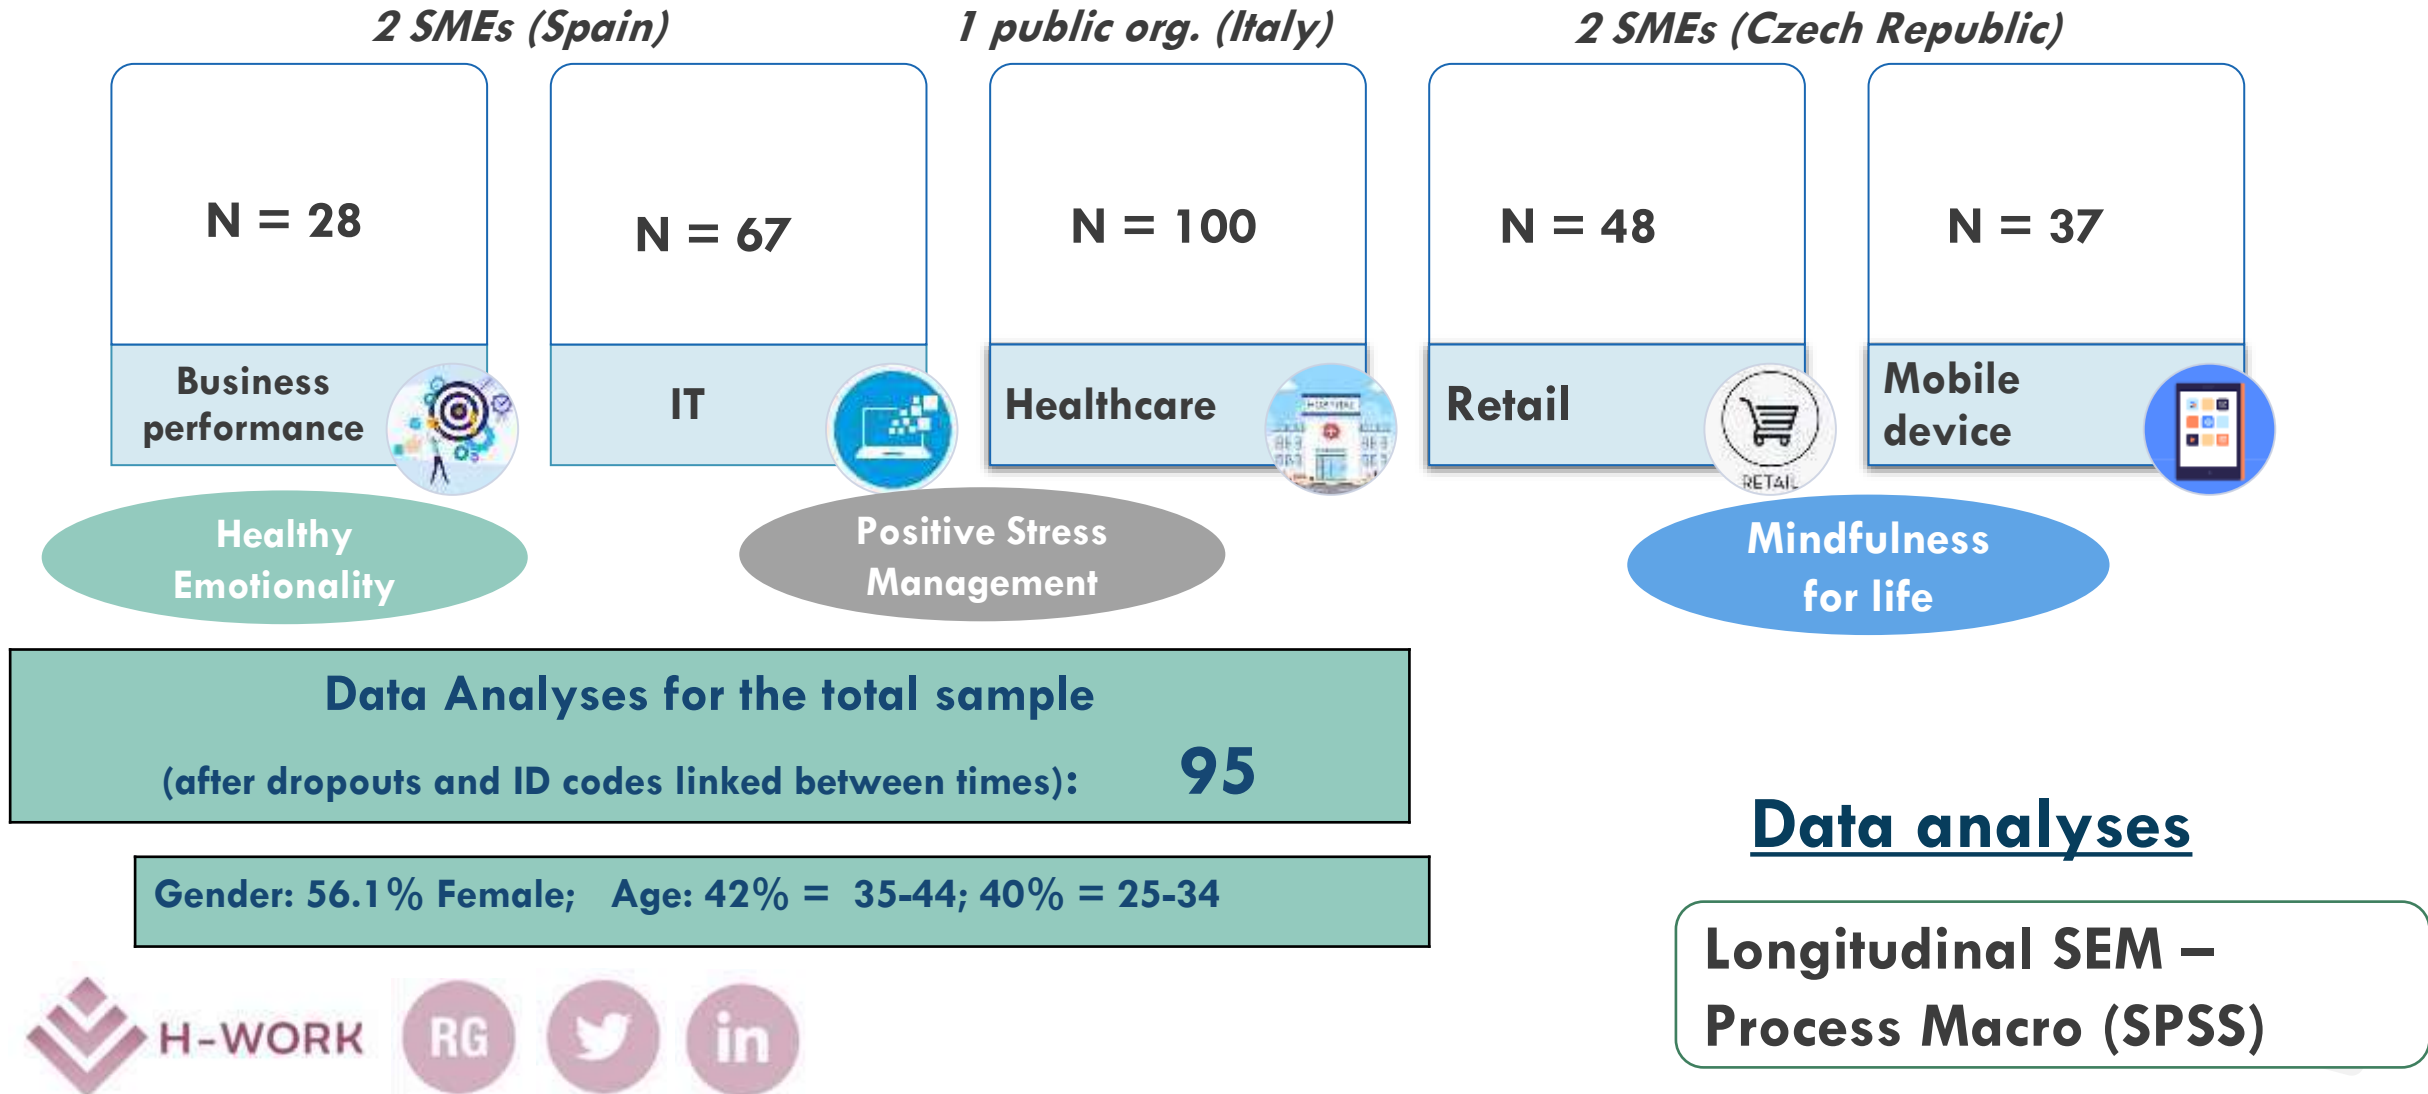 2 SMEs (Spain)
1 public org. (Italy)
2 SMEs (Czech Republic)
N = 28
N = 67
N = 100
N = 48
N = 37
Business
performance
IT
Healthcare
HOSPITAL
Retail
RETAIL
Mobile
device
Healthy
Emotionality
Positive Stress
Management
Mindfulness
for life
Data Analyses for the total sample
(after dropouts and ID codes linked between times): 95
Gender: 56.1% Female; Age: 42% = 35-44; 40% = 25-34
Data analyses
Longitudinal SEM –
Process Macro (SPSS)
H-WORK
RG
in